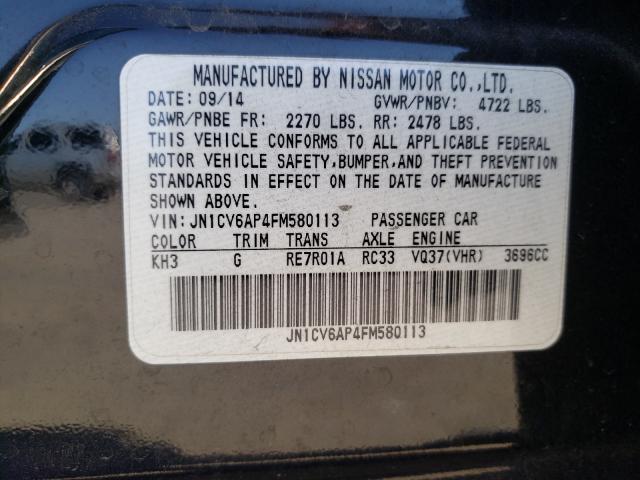 MANUFACTURED BY NISSAN MOTOR CO.,LTD.
DATE: 09/14 GVWR/PNBV: 4722 LBS.
GAWR/PNBE FR: 2270 LBS. RR: 2478 LBS.
THIS VEHICLE CONFORMS TO ALL APPLICABLE FEDERAL
MOTOR VEHICLE SAFETY,BUMPER,AND THEFT PREVENTION
STANDARDS IN EFFECT ON THE DATE OF MANUFACTURE
SHOWN ABOVE.
VIN: JN1CV6AP4FM580113 PASSENGER CAR
COLOR TRIM TRANS AXLE ENGINE
KH3 G RE7R01A RC33 VQ37(VHR) 3696CC
JN1CV6AP4FM580113